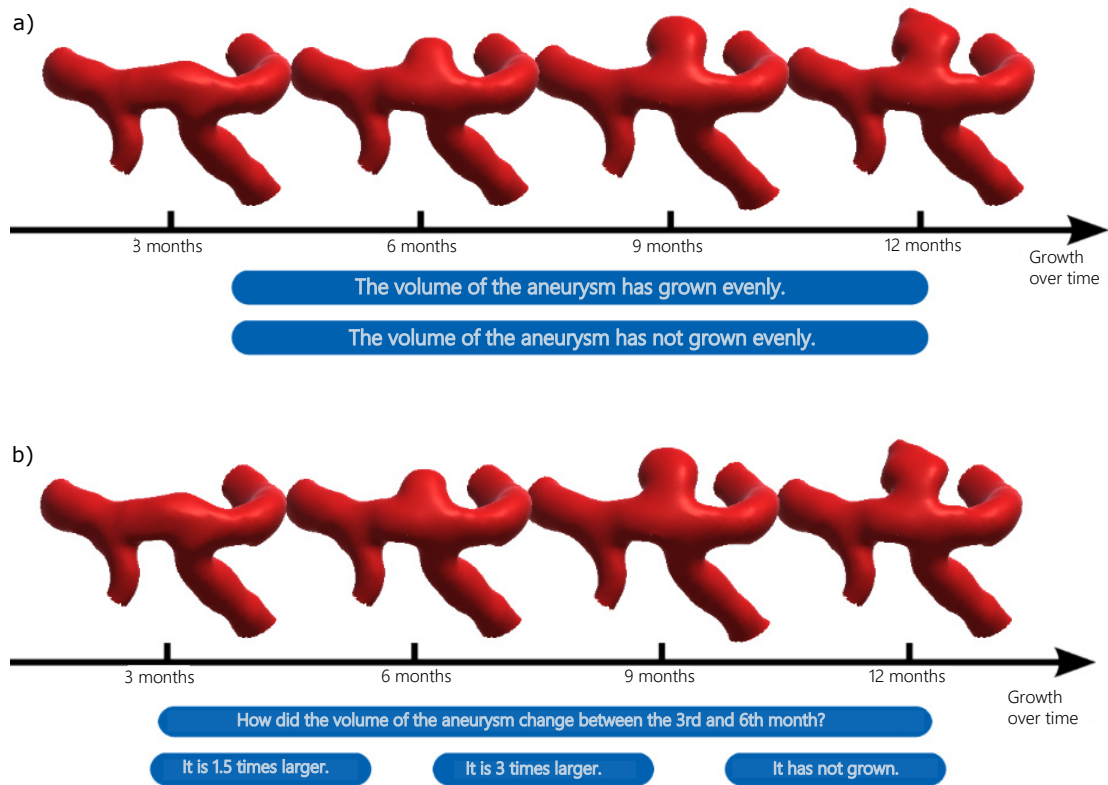 a)
3 months
6 months
9 months
12 months
Growth
over time
The volume of the aneurysm has grown evenly.
The volume of the aneurysm has not grown evenly.
b)
3 months
6 months
9 months
12 months
Growth
over time
How did the volume of the aneurysm change between the 3rd and 6th month?
It is 1.5 times larger.
It is 3 times larger.
It has not grown.